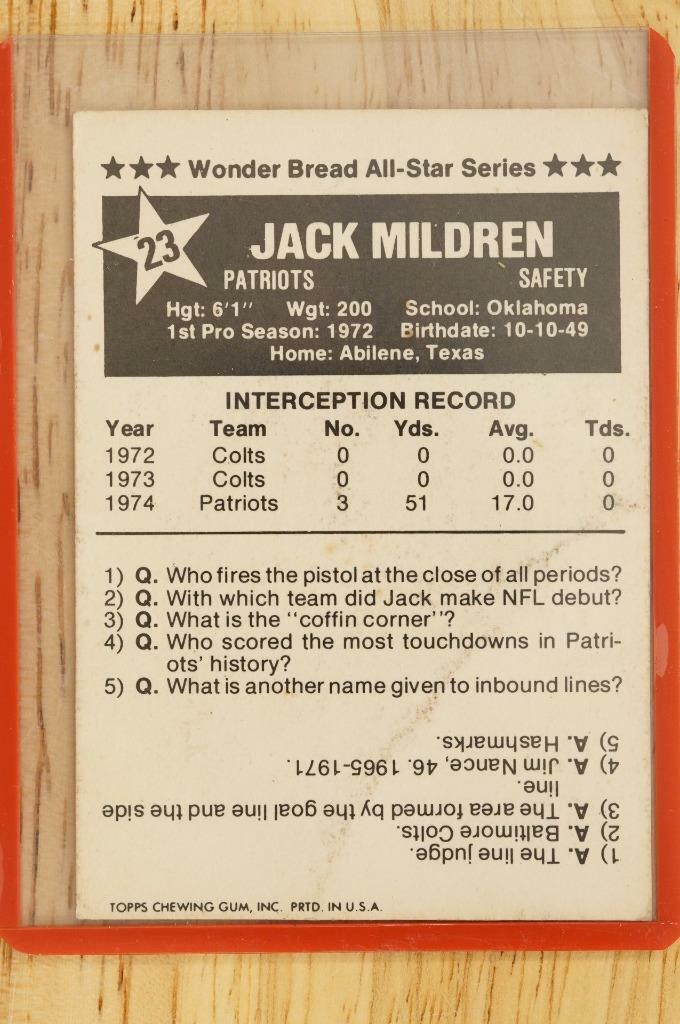 ★★★ Wonder Bread All-Star Series ★★★
23
JACK MILDREN
PATRIOTS SAFETY
Hgt: 6'1" Wgt: 200 School: Oklahoma
1st Pro Season: 1972 Birthdate: 10-10-49
Home: Abilene, Texas
INTERCEPTION RECORD
Year Team No. Yds. Avg. Tds.
1972 Colts 0 0 0.0 0
1973 Colts 0 0 0.0 0
1974 Patriots 3 51 17.0 0
1) Q. Who fires the pistol at the close of all periods?
2) Q. With which team did Jack make NFL debut?
3) Q. What is the "coffin corner"?
4) Q. Who scored the most touchdowns in Patri-
ots' history?
5) Q. What is another name given to inbound lines?
1) A. The line judge.
2) A. Baltimore Colts.
3) A. The area formed by the goal line and the side
line.
4) A. Jim Nance, 46. 1965-1971.
5) A. Hashmarks.
TOPPS CHEWING GUM, INC. PRTD. IN U.S.A.